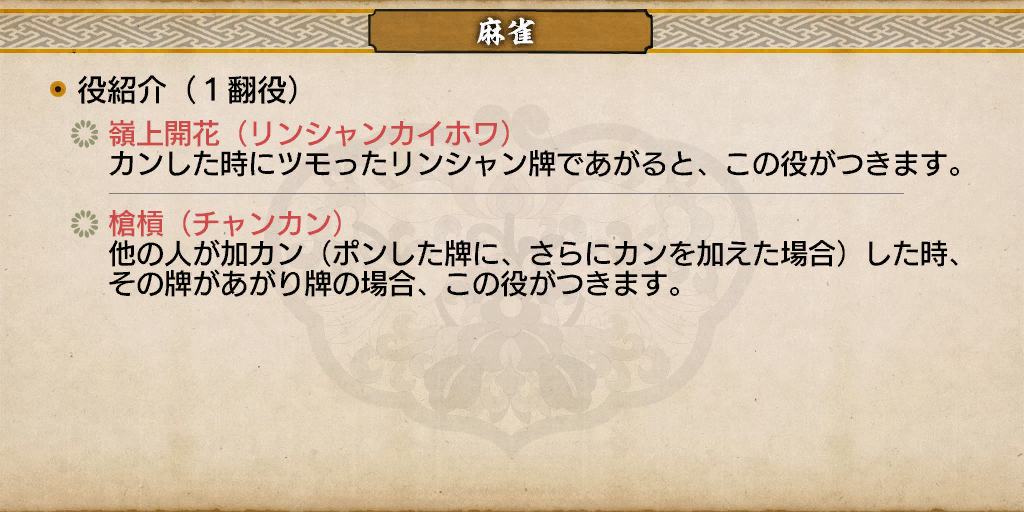 麻雀
役紹介（１翻役）
嶺上開花（リンシャンカイホワ）
カンした時にツモったリンシャン牌であがると、この役がつきます。
槍槓（チャンカン）
他の人が加カン（ポンした牌に、さらにカンを加えた場合）した時、
その牌があがり牌の場合、この役がつきます。